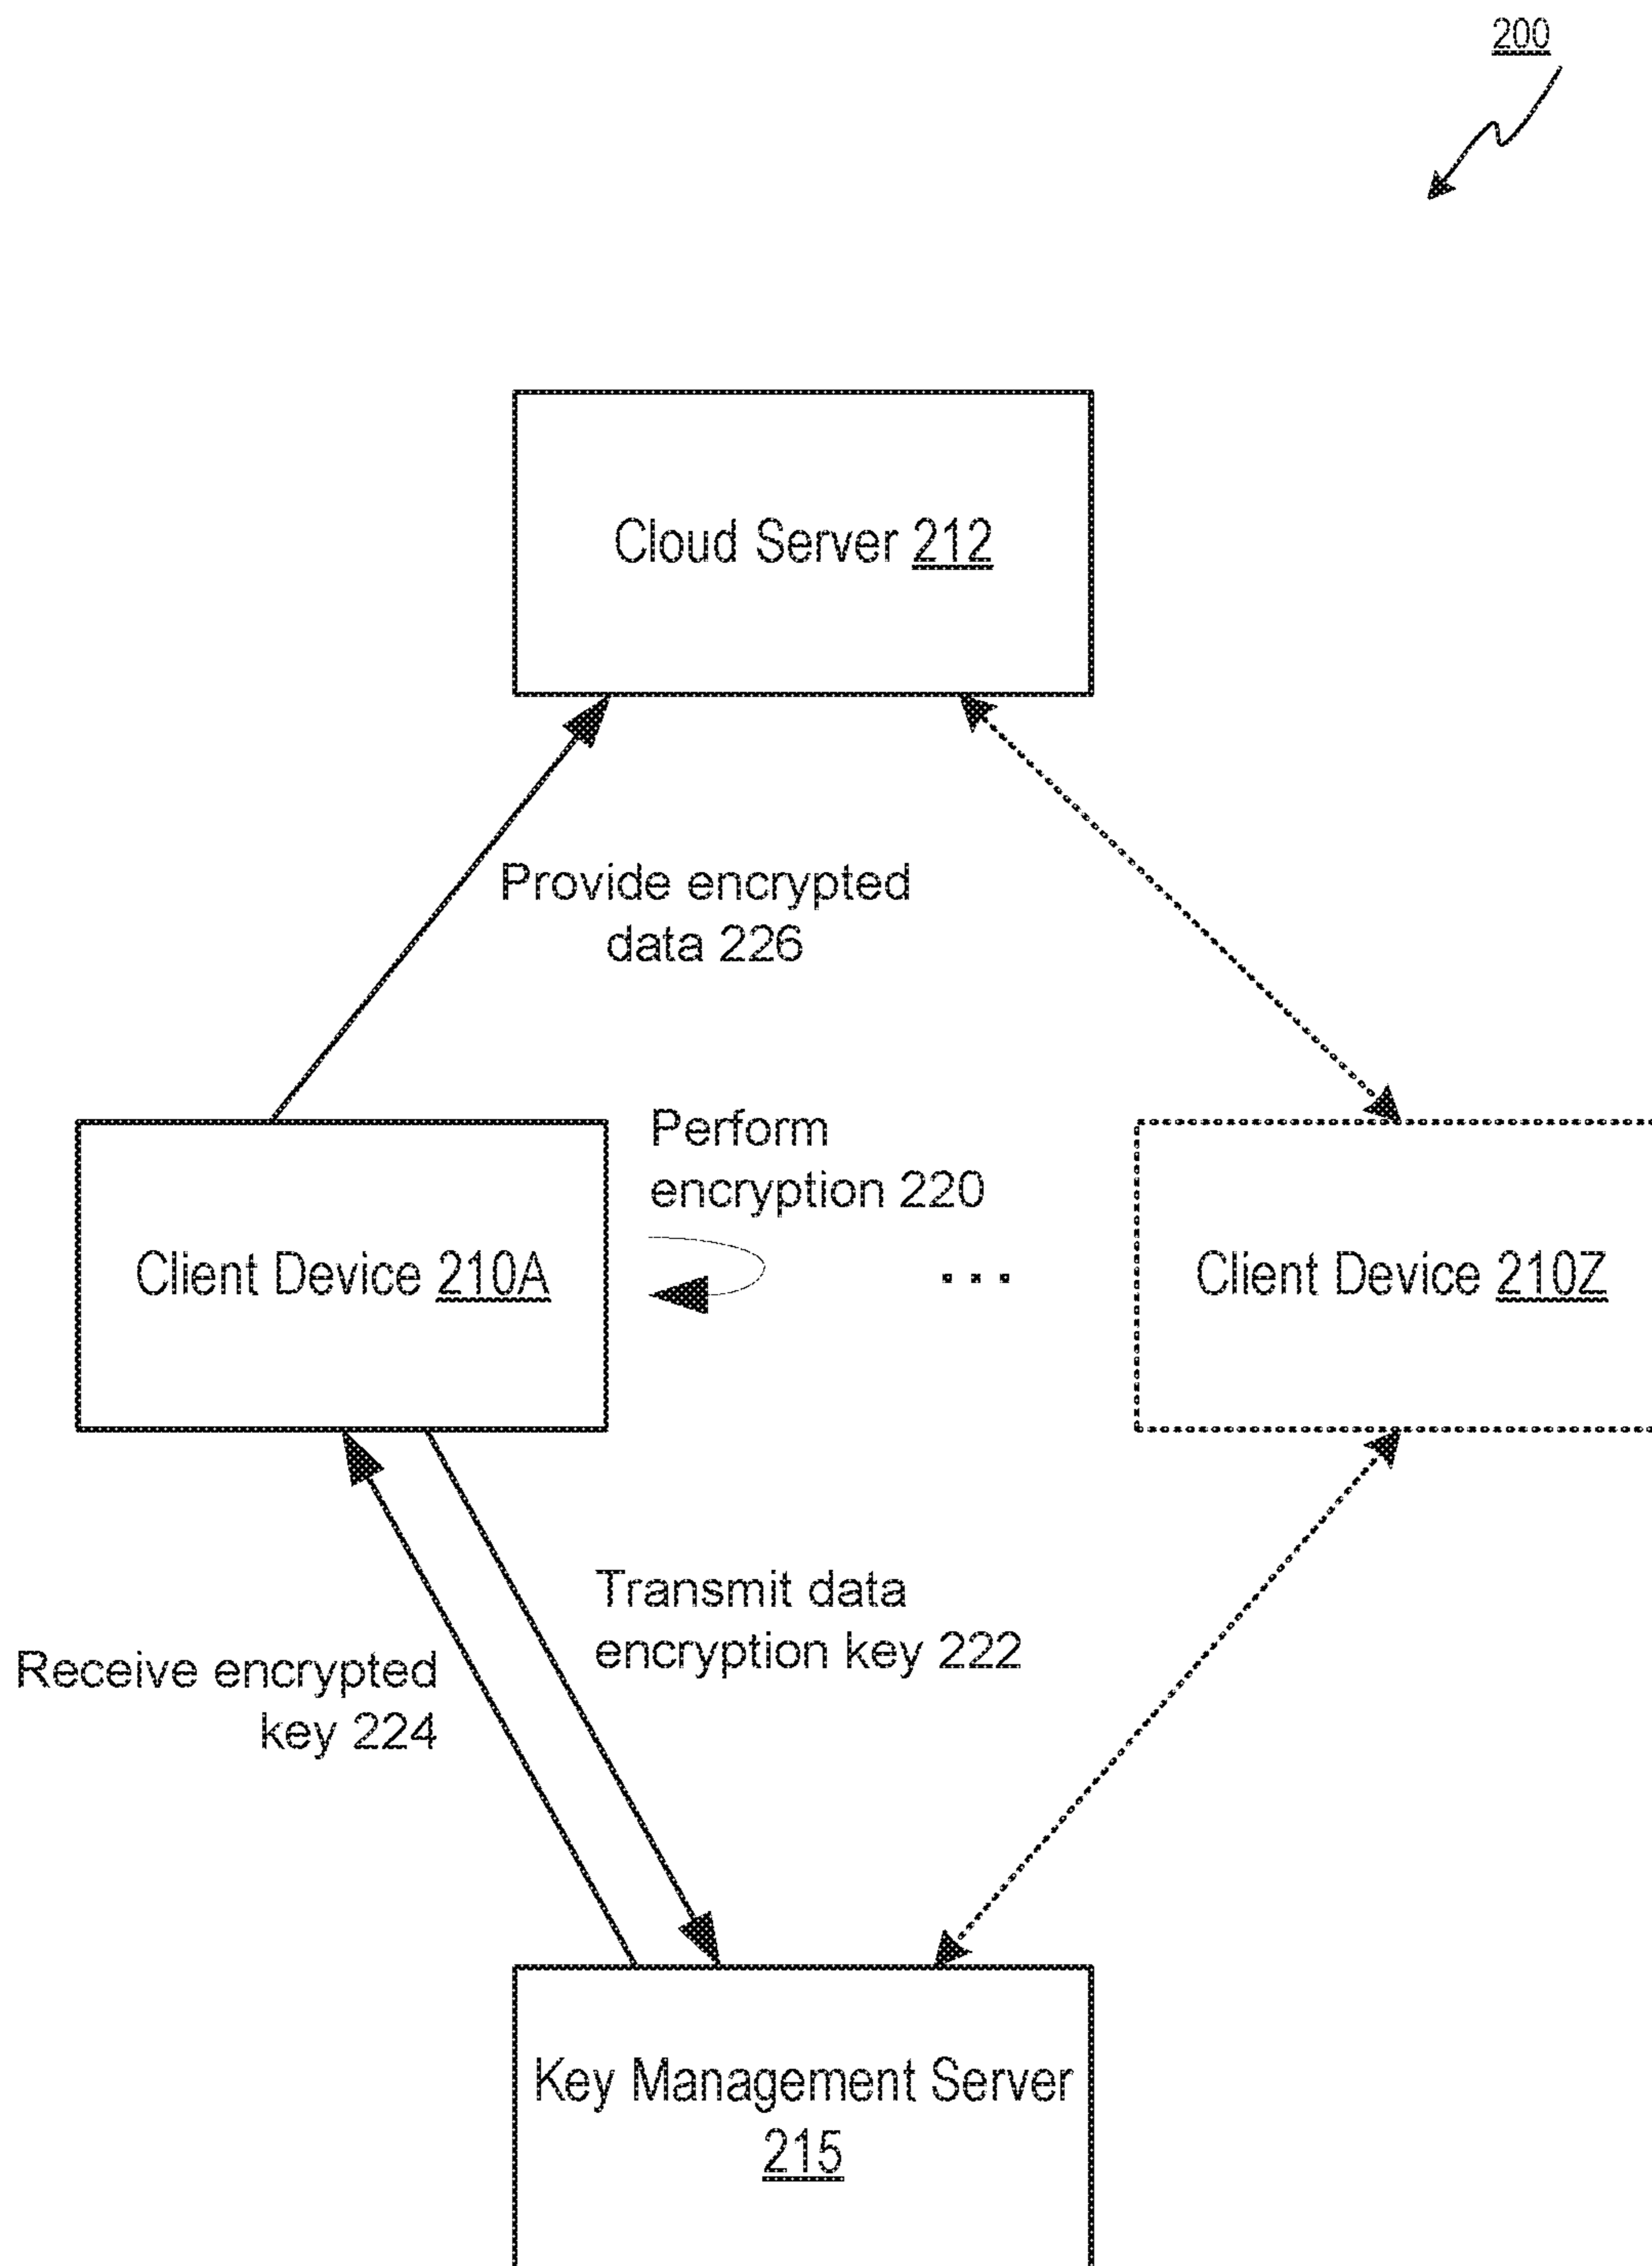 200
Cloud Server 212
Provide encrypted
data 226
Perform
encryption 220
Client Device 210A
...
Client Device 210Z
Transmit data
encryption key 222
Receive encrypted
key 224
Key Management Server
215